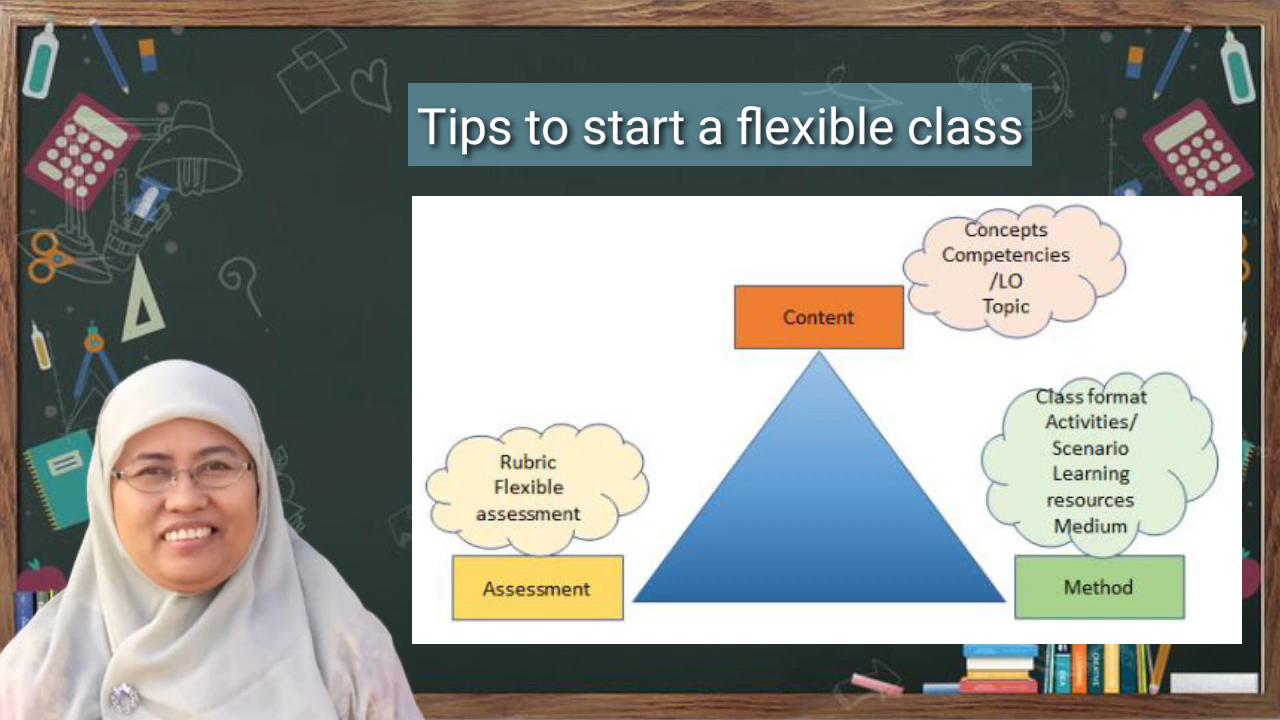 Tips to start a flexible class
Concepts
Competencies
/LO
Topic
Content
Class format
Activities/
Scenario
Learning
resources
Medium
Rubric
Flexible
assessment
Assessment
Method